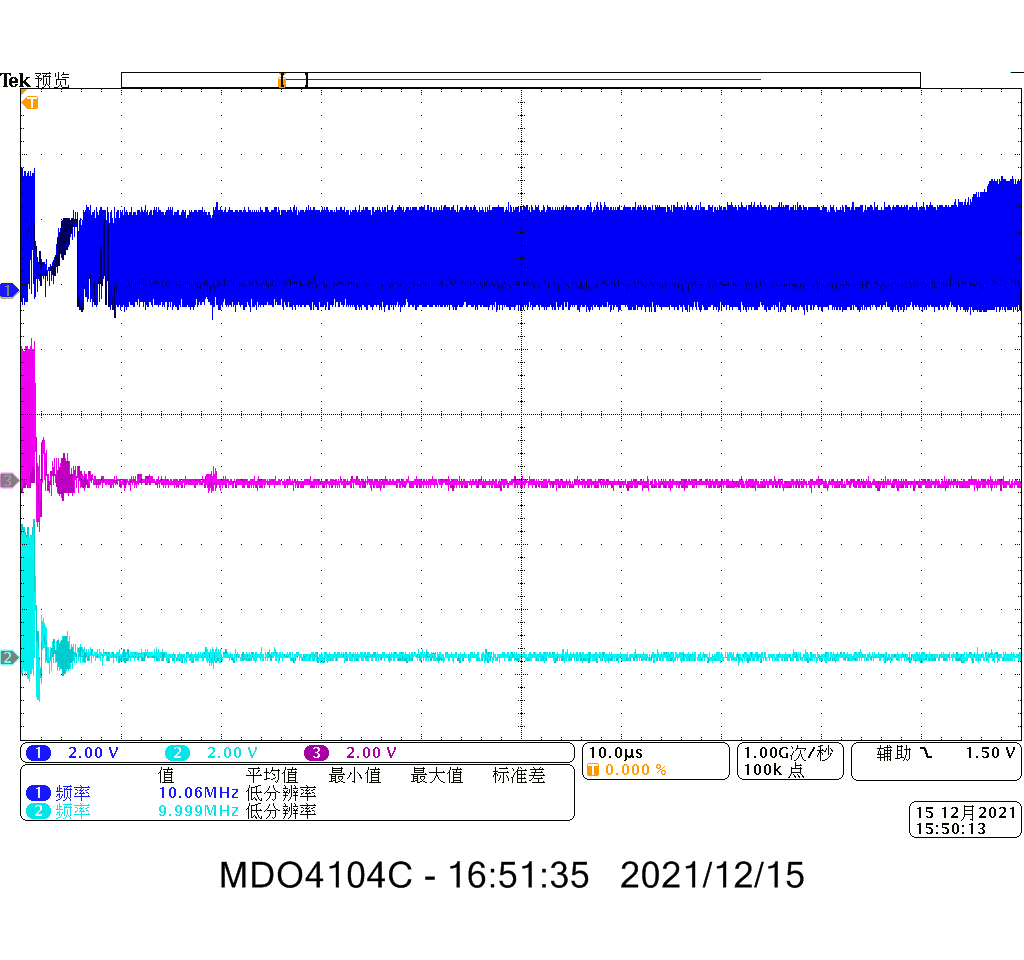 Tek 预览
T
1
3
2
1 2.00 V 2 2.00 V 3 2.00 V
10.0µs
T 0.000 %
1.00G次/秒
100k 点
辅助 1.50 V
值 平均值 最小值 最大值 标准差
1 频率 10.06MHz 低分辨率
2 频率 9.999MHz 低分辨率
15 12月2021
15:50:13
MDO4104C - 16:51:35 2021/12/15